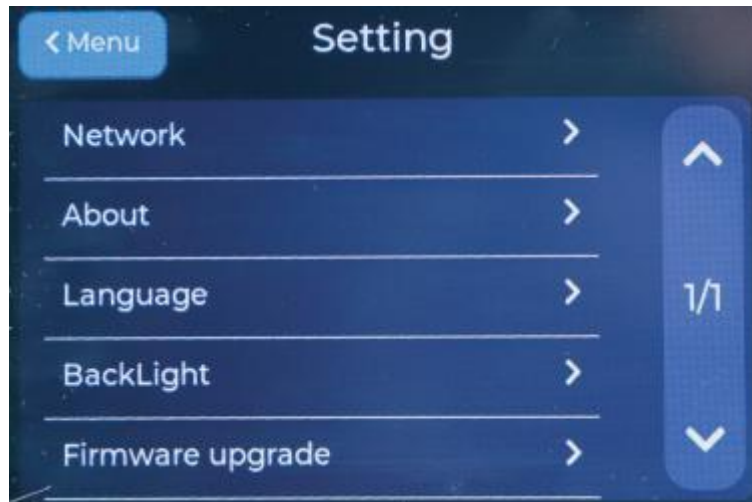 Menu
Setting
Network
About
Language
1/1
BackLight
Firmware upgrade